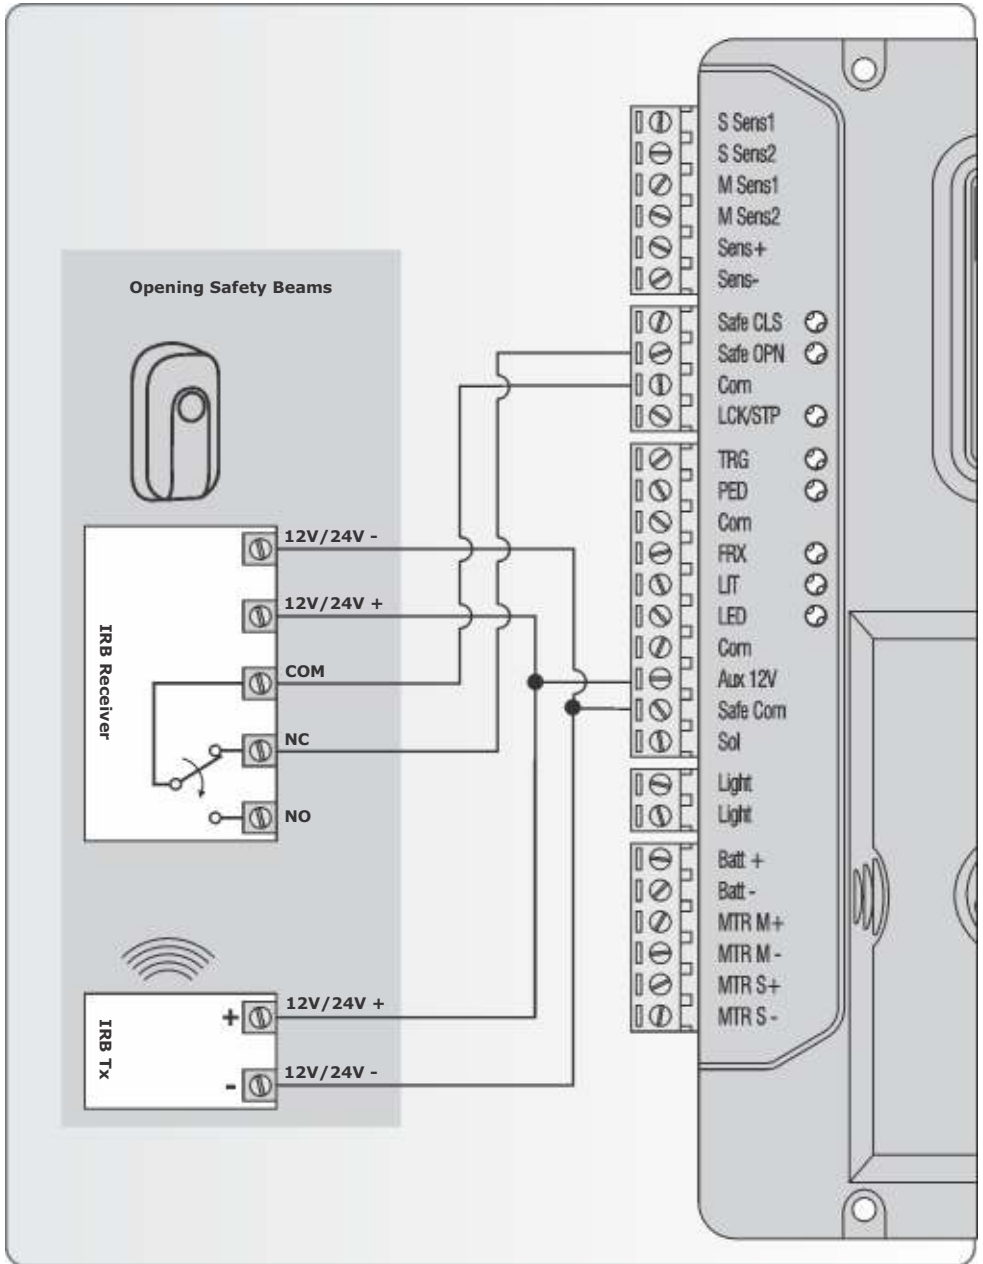 Opening Safety Beams
IRB Receiver
12V/24V -
12V/24V +
COM
NC
NO
IRB Tx
+
12V/24V +
-
12V/24V -
S Sens1
S Sens2
M Sens1
M Sens2
Sens+
Sens-
Safe CLS
Safe OPN
Com
LCK/STP
TRG
PED
Com
FRX
LIT
LED
Com
Aux 12V
Safe Com
Sol
Light
Light
Batt +
Batt -
MTR M+
MTR M -
MTR S+
MTR S -